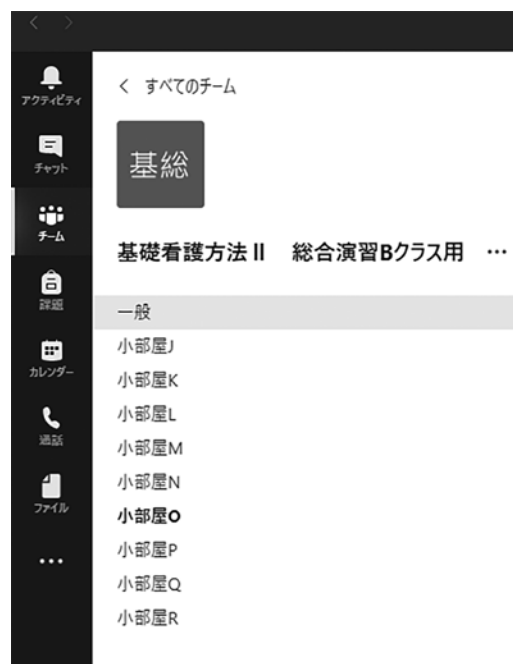 アクティビティ
チャット
チーム
課題
カレンダー
通話
ファイル
く すべてのチーム
基総
基礎看護方法Ⅱ 総合演習Bクラス用 …
一般
小部屋J
小部屋K
小部屋L
小部屋M
小部屋N
小部屋O
小部屋P
小部屋Q
小部屋R